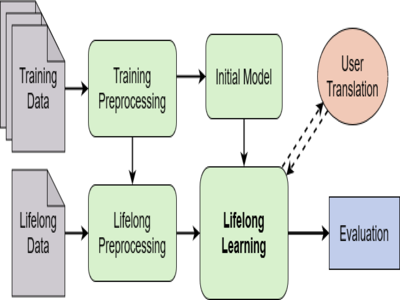 Training
Data
Training
Preprocessing
Initial Model
User
Translation
Lifelong
Data
Lifelong
Preprocessing
Lifelong
Learning
Evaluation